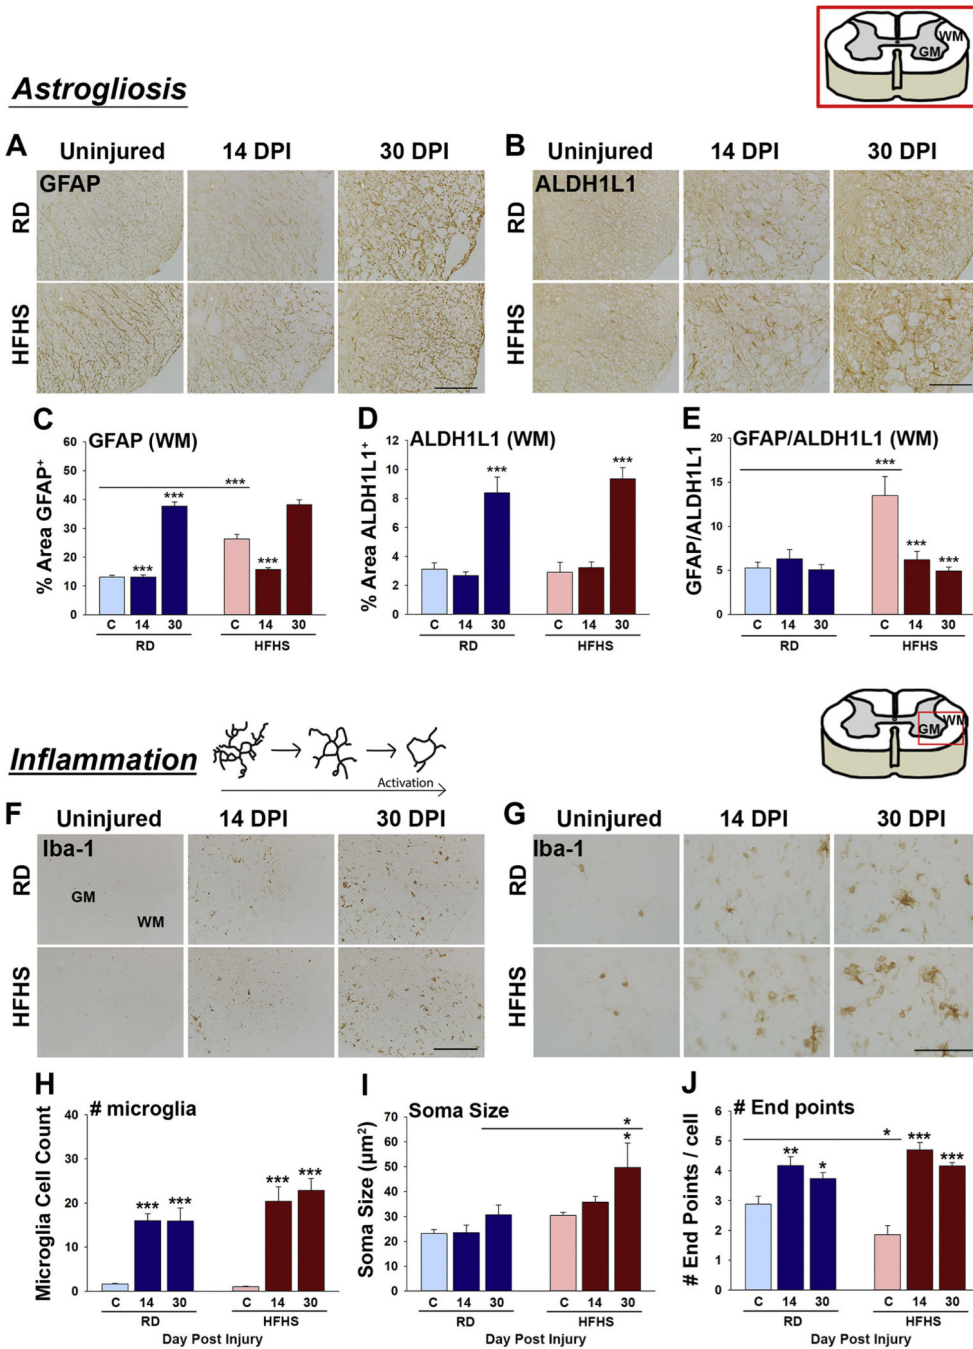 WM
GM
Astrogliosis
A
Uninjured
14 DPI
30 DPI
GFAP
RD
HFHS
B
Uninjured
14 DPI
30 DPI
ALDH1L1
RD
HFHS
C
GFAP (WM)
% Area GFAP⁺
60
50
40
30
20
10
0
***
***
***
***
C 14 30
C 14 30
RD
HFHS
D
ALDH1L1 (WM)
% Area ALDH1L1⁺
12
10
8
6
4
2
0
***
***
C 14 30
C 14 30
RD
HFHS
E
GFAP/ALDH1L1 (WM)
GFAP/ALDH1L1
20
15
10
5
0
***
***
***
C 14 30
C 14 30
RD
HFHS
Inflammation
Activation
GM
WM
F
Uninjured
14 DPI
30 DPI
Iba-1
GM
WM
RD
HFHS
G
Uninjured
14 DPI
30 DPI
Iba-1
RD
HFHS
H
# microglia
Microglia Cell Count
40
30
20
10
0
***
***
***
***
C 14 30
C 14 30
RD
HFHS
Day Post Injury
I
Soma Size
Soma Size (µm²)
70
60
50
40
30
20
10
0
*
*
C 14 30
C 14 30
RD
HFHS
Day Post Injury
J
# End points
# End Points / cell
6
5
4
3
2
1
0
**
*
*
***
***
C 14 30
C 14 30
RD
HFHS
Day Post Injury